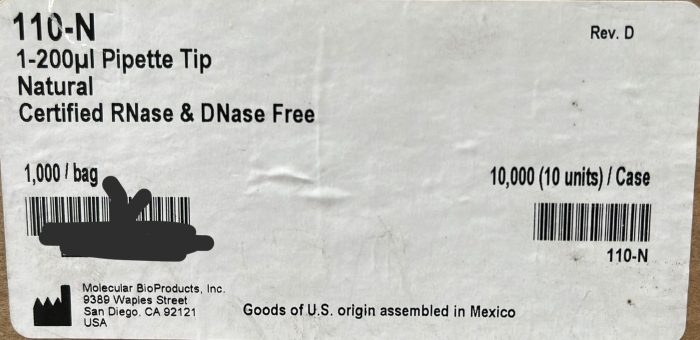 110-N
Rev. D
1-200µl Pipette Tip
Natural
Certified RNase & DNase Free
1,000 / bag
10,000 (10 units) / Case
110-N
Molecular BioProducts, Inc.
9389 Waples Street
San Diego, CA 92121
USA
Goods of U.S. origin assembled in Mexico